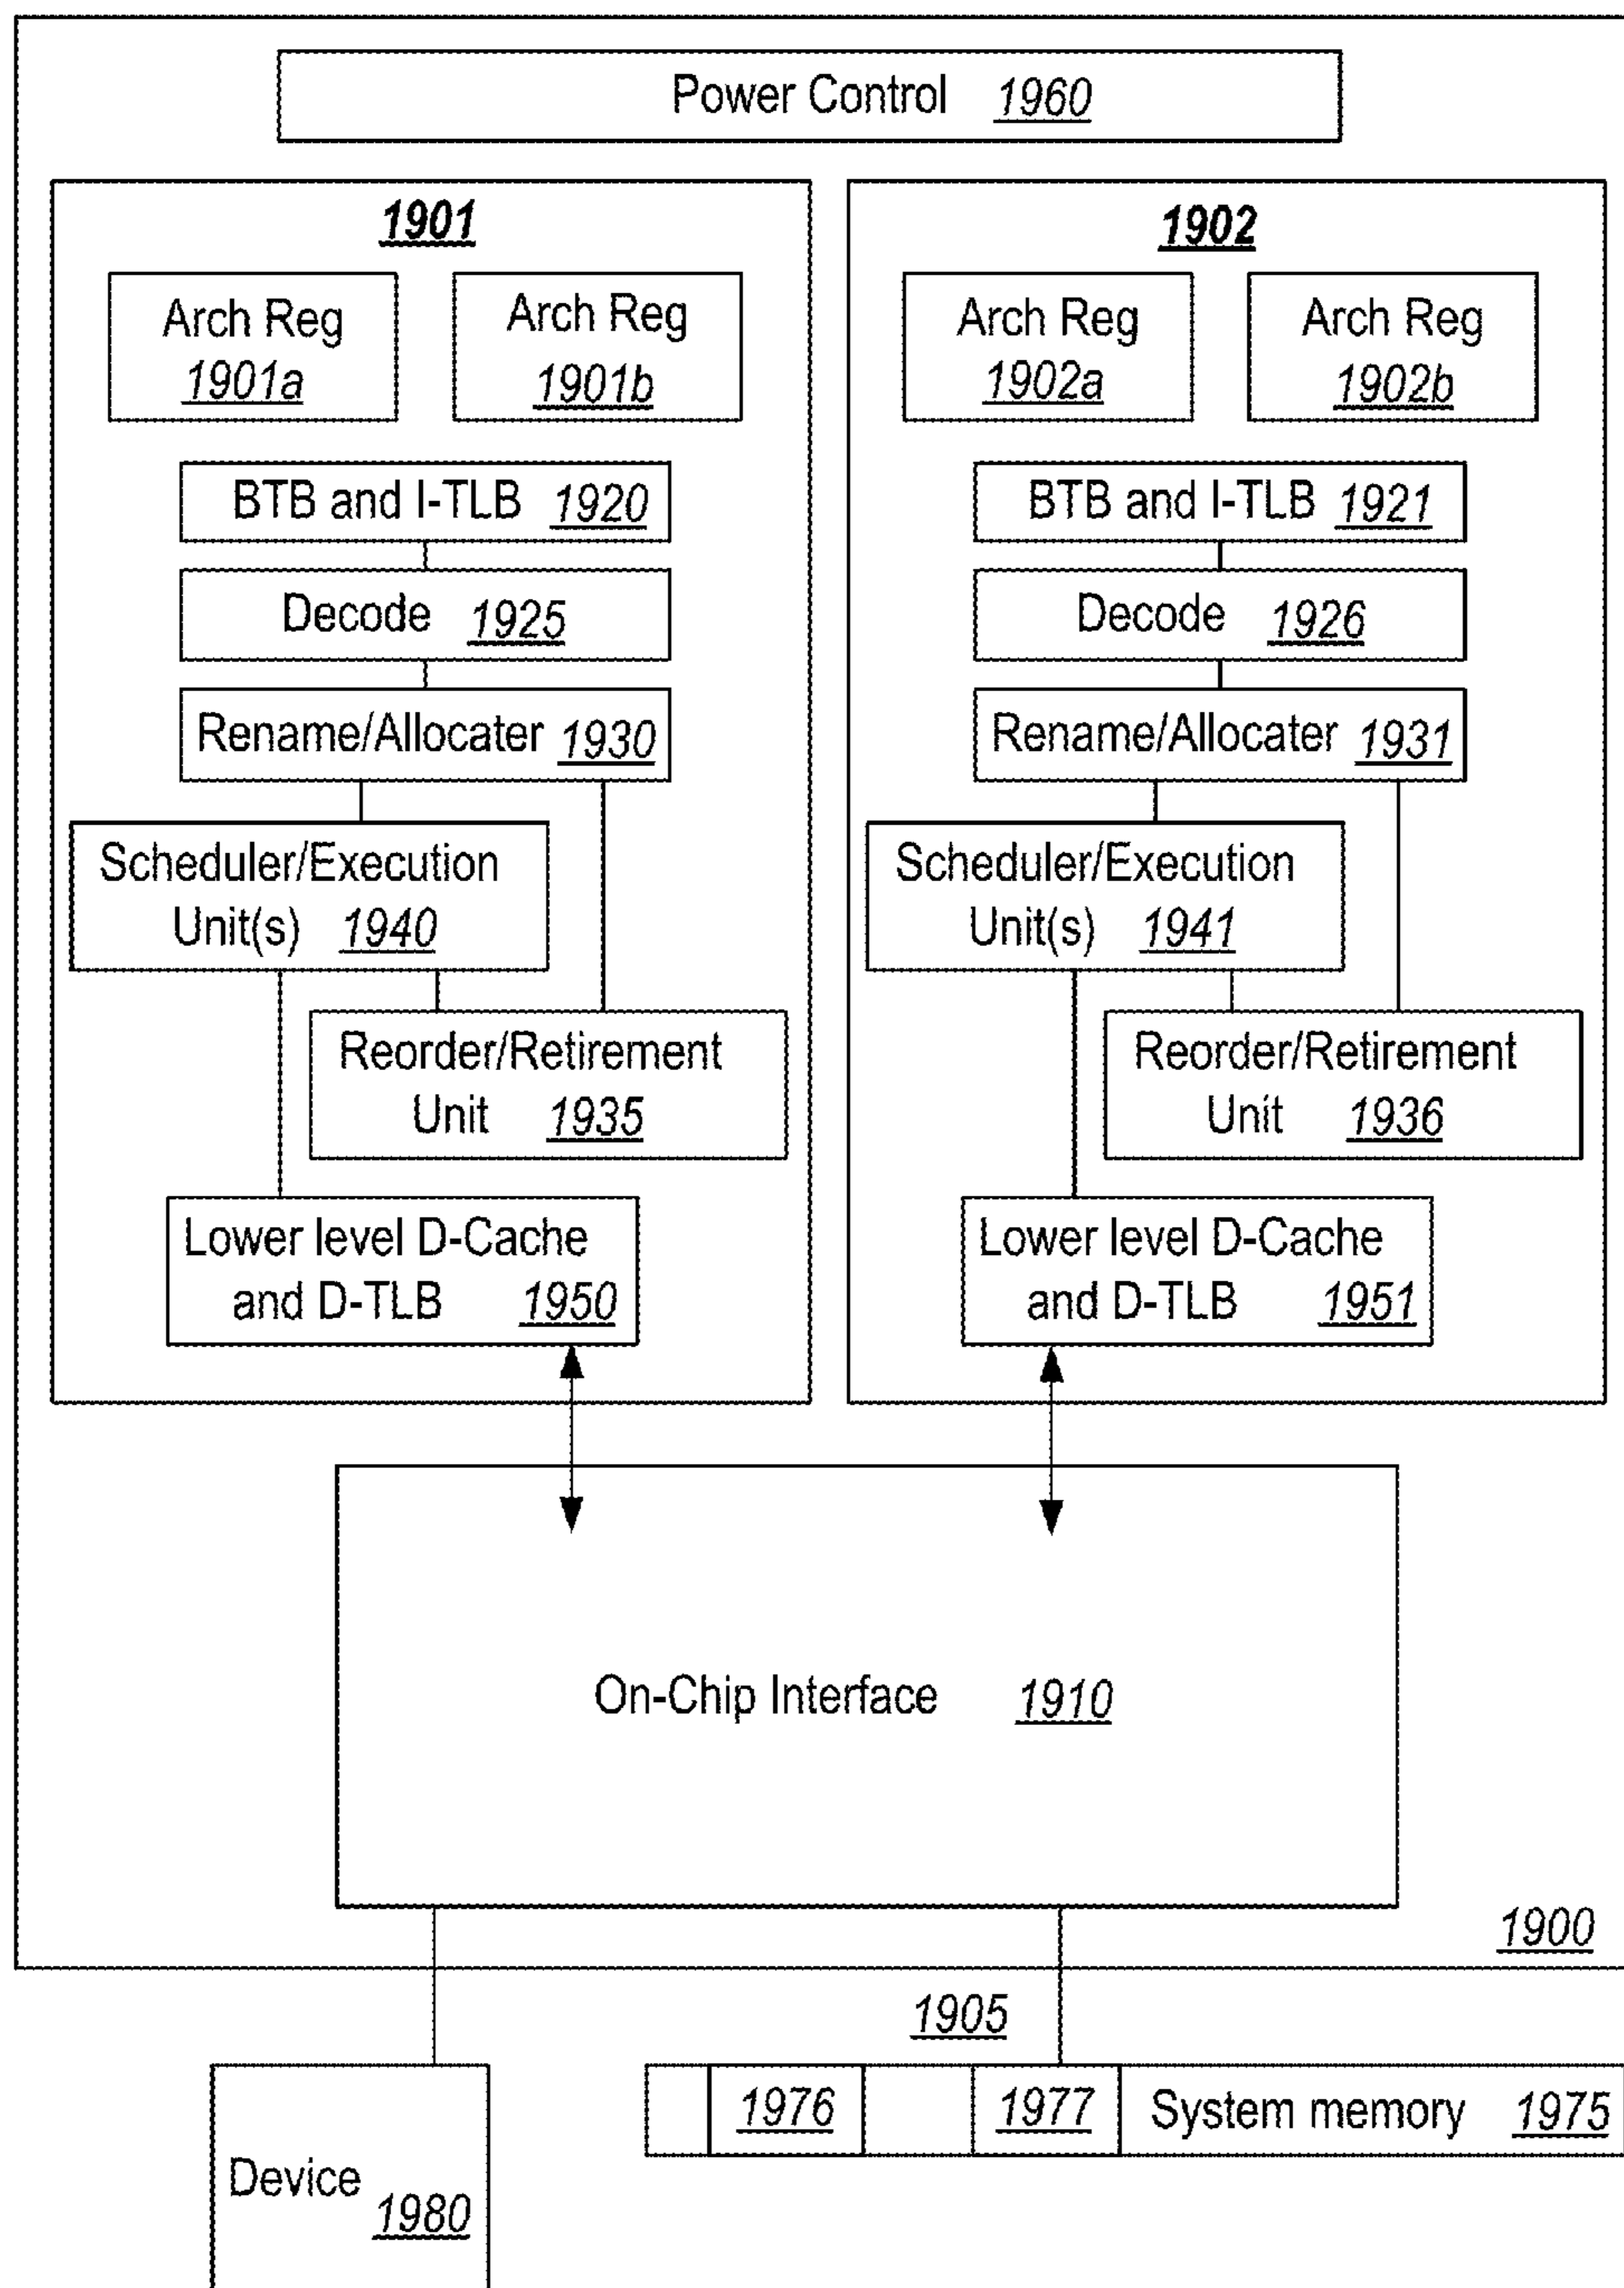 Power Control 1960
1901
Arch Reg
1901a
Arch Reg
1901b
BTB and I-TLB 1920
Decode 1925
Rename/Allocater 1930
Scheduler/Execution
Unit(s) 1940
Reorder/Retirement
Unit 1935
Lower level D-Cache
and D-TLB 1950
1902
Arch Reg
1902a
Arch Reg
1902b
BTB and I-TLB 1921
Decode 1926
Rename/Allocater 1931
Scheduler/Execution
Unit(s) 1941
Reorder/Retirement
Unit 1936
Lower level D-Cache
and D-TLB 1951
On-Chip Interface 1910
1900
1905
1976
1977
System memory 1975
Device 1980